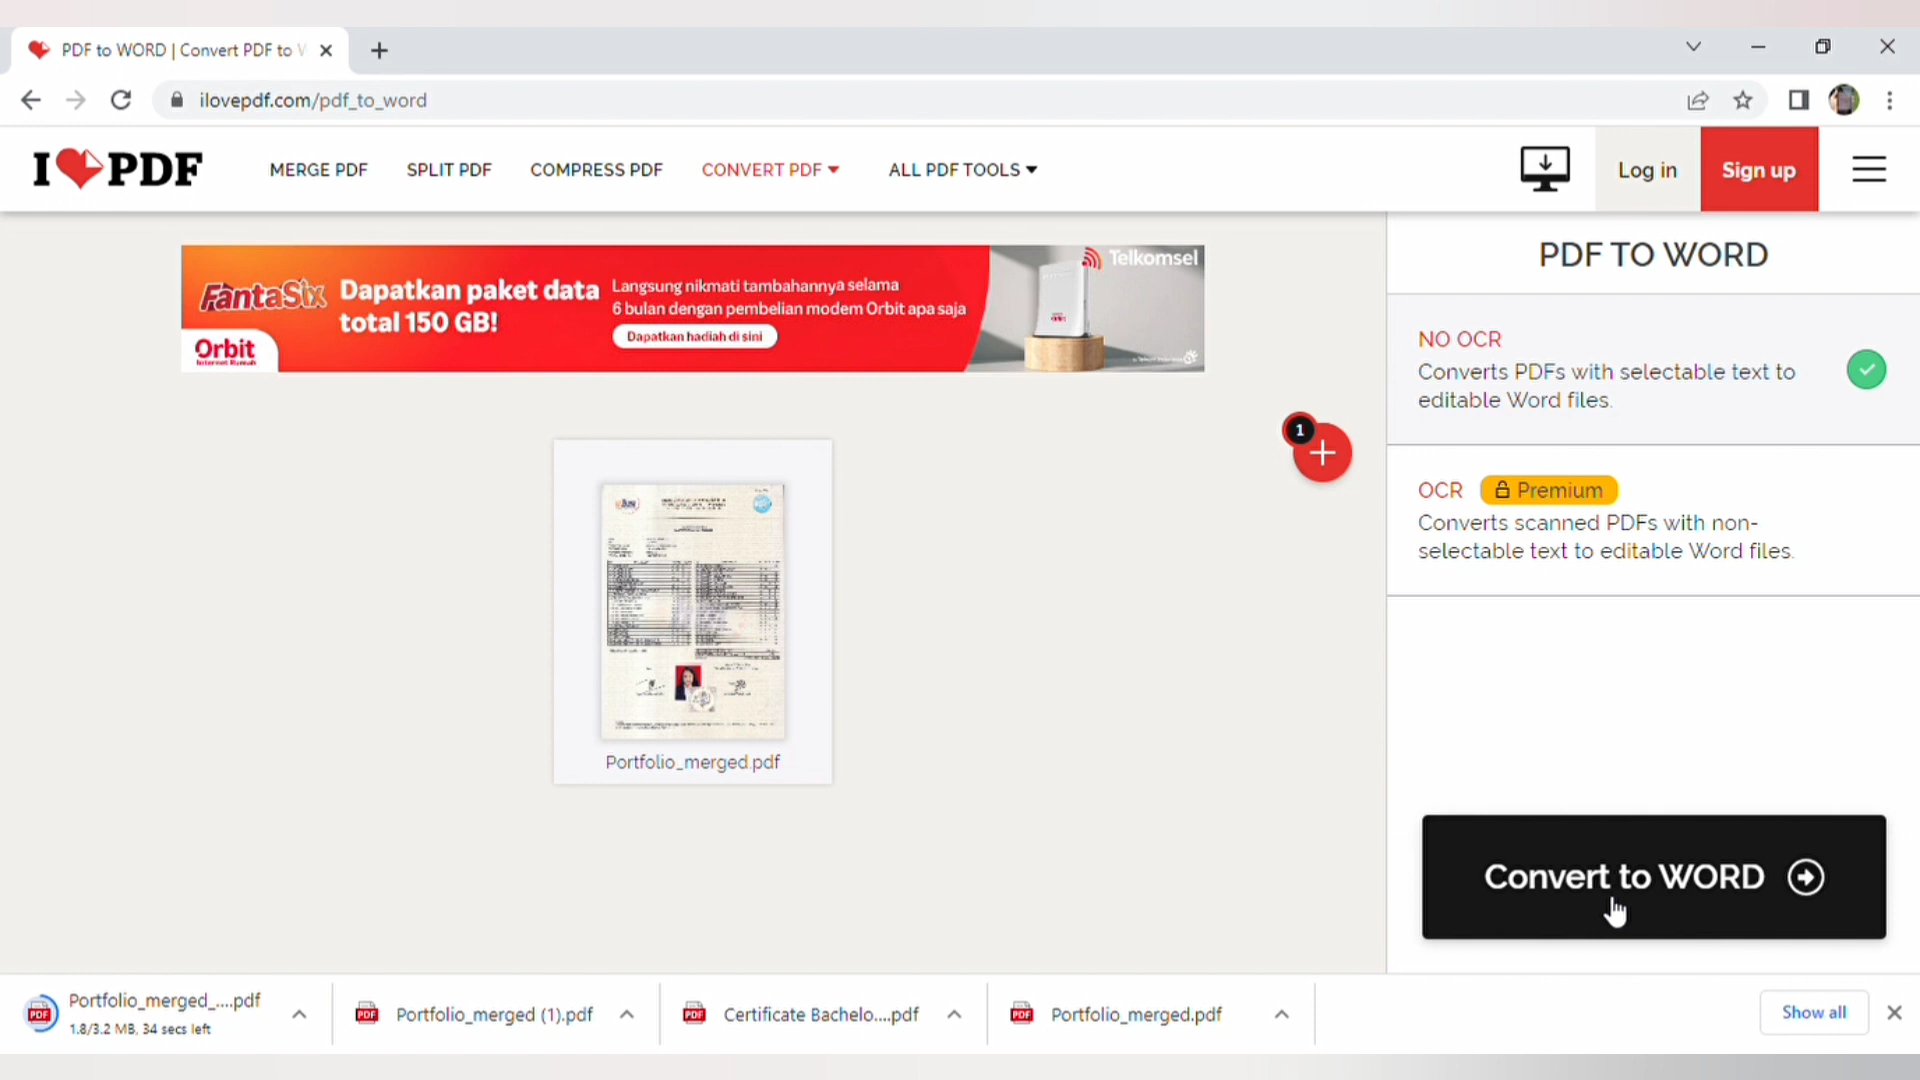 PDF to WORD | Convert PDF to W
ilovepdf.com/pdf_to_word
I PDF
MERGE PDF
SPLIT PDF
COMPRESS PDF
CONVERT PDF
ALL PDF TOOLS
Log in
Sign up
FantaSix
Dapatkan paket data
total 150 GB!
Langsung nikmati tambahannya selama
6 bulan dengan pembelian modem Orbit apa saja
Dapatkan hadiah di sini
Orbit
Internet Rumah
Telkomsel
PDF TO WORD
NO OCR
Converts PDFs with selectable text to
editable Word files.
1
OCR
Premium
Converts scanned PDFs with non-
selectable text to editable Word files.
Portfolio_merged.pdf
Convert to WORD
Portfolio_merged_....pdf
1.8/3.2 MB, 34 secs left
Portfolio_merged (1).pdf
Certificate Bachelo....pdf
Portfolio_merged.pdf
Show all